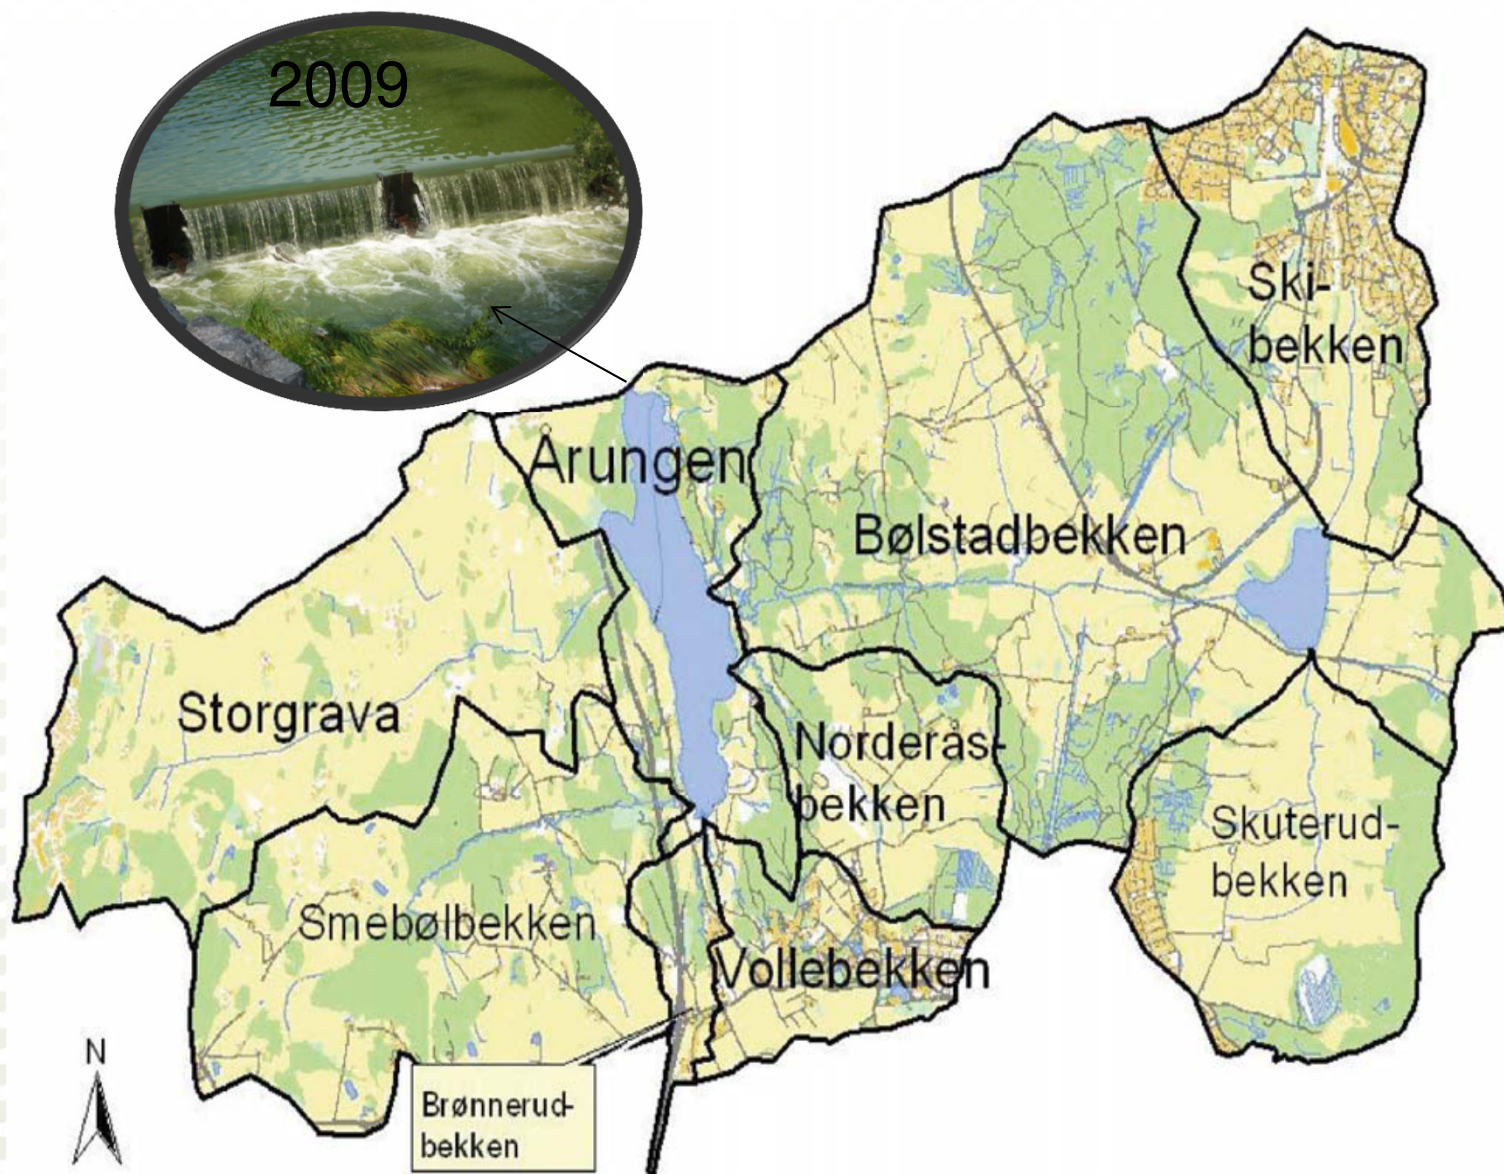 2009
Ski-
bekken
Årungen
Bølstadbekken
Storgrava
Norderås-
bekken
Skuterud-
bekken
Smebølbekken
Vollebekken
N
Brønnerud-
bekken